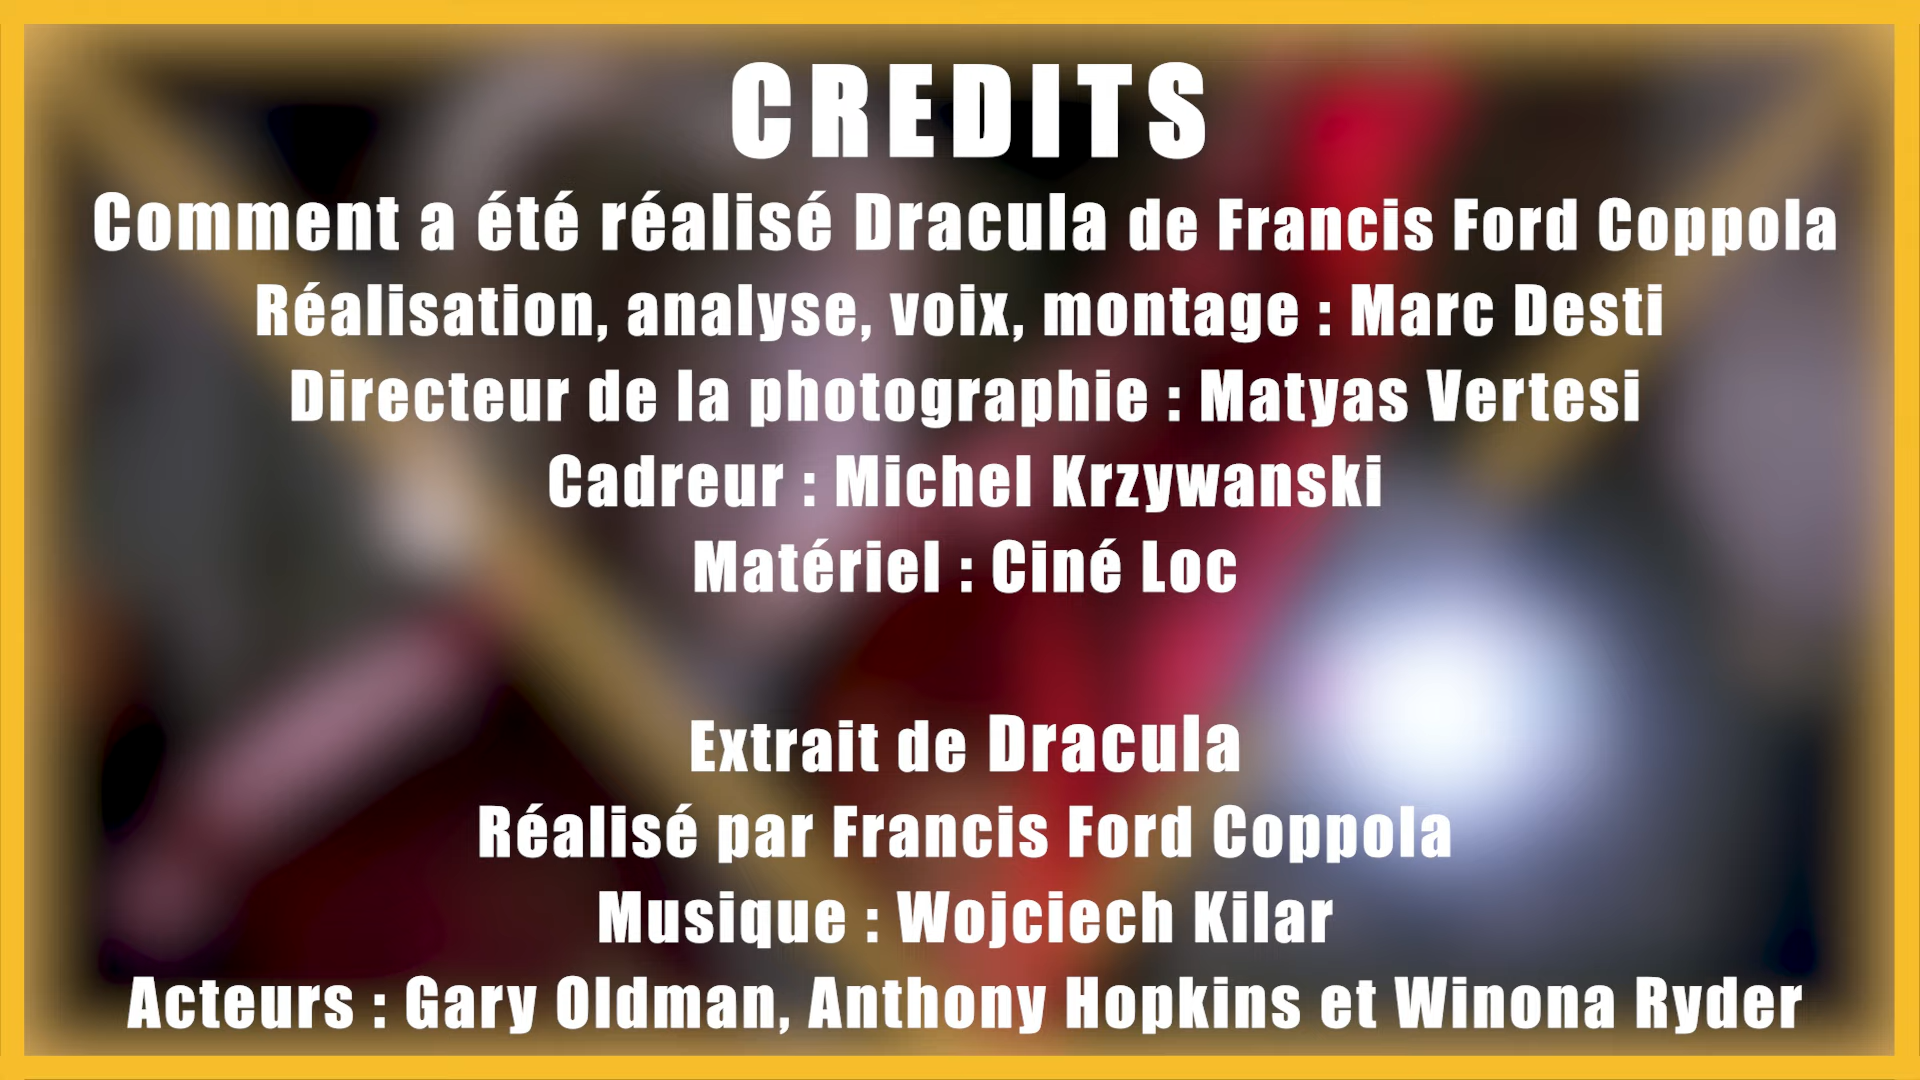 CREDITS
Comment a été réalisé Dracula de Francis Ford Coppola
Réalisation, analyse, voix, montage : Marc Desti
Directeur de la photographie : Matyas Vertesi
Cadreur : Michel Krzywanski
Matériel : Ciné Loc
Extrait de Dracula
Réalisé par Francis Ford Coppola
Musique : Wojciech Kilar
Acteurs : Gary Oldman, Anthony Hopkins et Winona Ryder